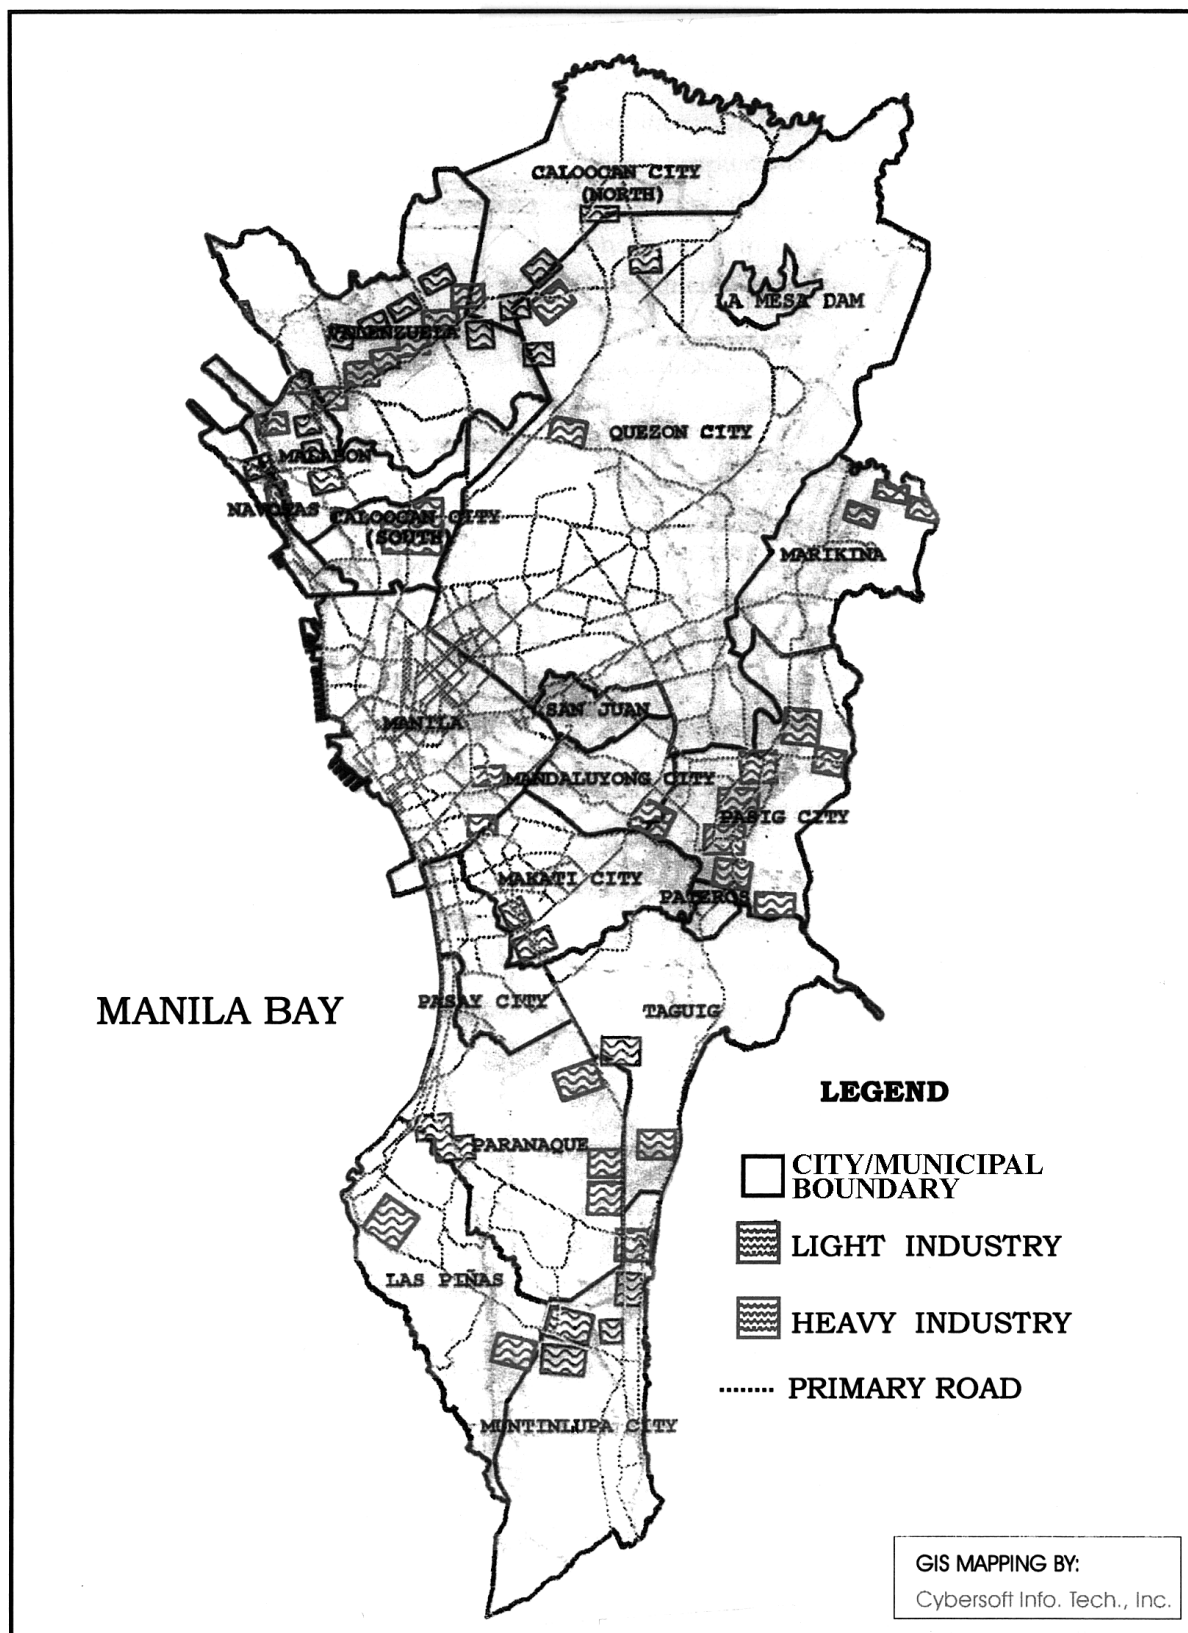 CALOOCAN CITY
(NORTH)
LA MESA DAM
VALENZUELA
QUEZON CITY
MALABON
NAVOTAS
CALOOCAN CITY
(SOUTH)
MARIKINA
SAN JUAN
MANILA
MANDALUYONG CITY
PASIG CITY
MAKATI CITY
PATEROS
MANILA BAY
PASAY CITY
TAGUIG
PARANAQUE
LAS PIÑAS
MUNTINLUPA CITY
LEGEND
CITY/MUNICIPAL
BOUNDARY
LIGHT INDUSTRY
HEAVY INDUSTRY
PRIMARY ROAD
GIS MAPPING BY:
Cybersoft Info. Tech., Inc.